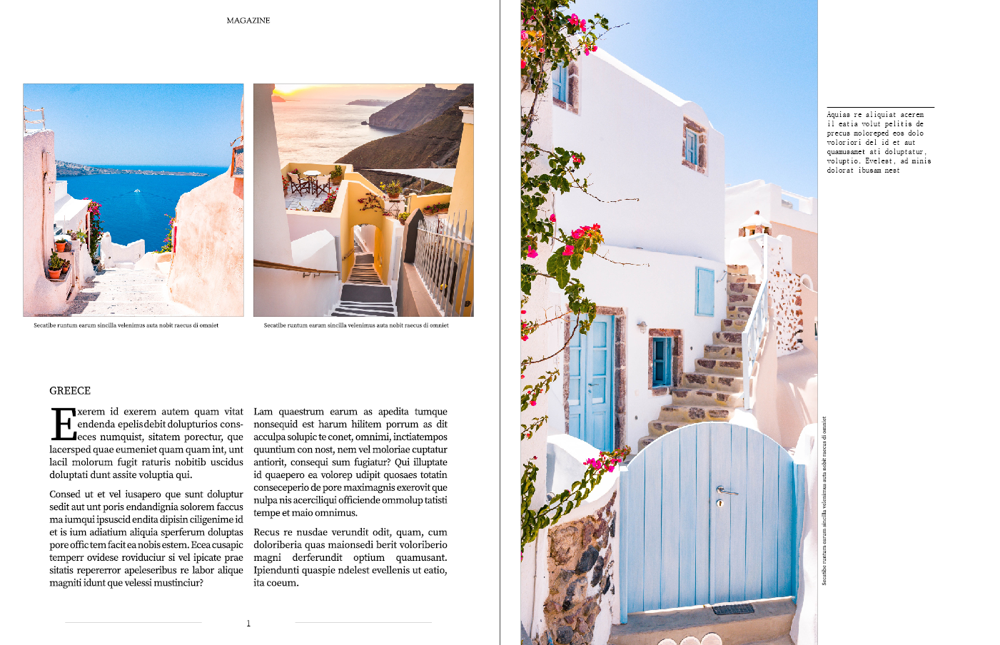 MAGAZINE
Secatibe runtum earum sincilla velenimus auta nobit raecus di omniet
Secatibe runtum earum sincilla velenimus auta nobit raecus di omniet
GREECE
Exerem id exerem autem quam vitat
endenda epelis debit dolupturios cons-
eces numquist, sitatem porectur, que
lacersped quae eumeniet quam quam int, unt
lacil molorum fugit raturis nobitib uscidus
doluptati dunt assite voluptia qui.
Consed ut et vel iusapero que sunt doluptur
sedit aut unt poris endandignia solorem faccus
ma iumqui ipsuscid endita dipisin ciligenime id
et is ium adiatium aliquia sperferum doluptas
pore offic tem facit ea nobis estem. Ecea cusapic
temperr ovidese roviduciur si vel ipicate prae
sitatis repererror apeleseribus re labor alique
magniti idunt que velessi mustinciur?
Lam quaestrum earum as apedita tumque
nonsequid est harum hilitem porrum as dit
acculpa solupic te conet, omnimi, inctiatempos
quuntium con nost, nem vel moloriae cuptatur
antiorit, consequi sum fugiatur? Qui illuptate
id quaepero ea volorep udipit quosaes totatin
conseceperio de pore maximagnis exerovit que
nulpa nis acerciliqui officiende ommolup tatisti
tempe et maio omnimus.
Recus re nusdae verundit odit, quam, cum
doloriberia quas maionsedi berit voloriberio
magni derferundit optium quamusant.
Ipiendunti quaspie ndelest evellenis ut eatio,
ita coeum.
1
Aquias re aliquiat acerem
il eatia volut pelitis de
precus moloreped eos dolo
voloriori del id et aut
quamusamet ati doluptatur,
voluptio. Evelest, ad minis
dolorat ibusam nest
Secatibe runtum earum sincilla velenimus auta nobit raecus di omniet